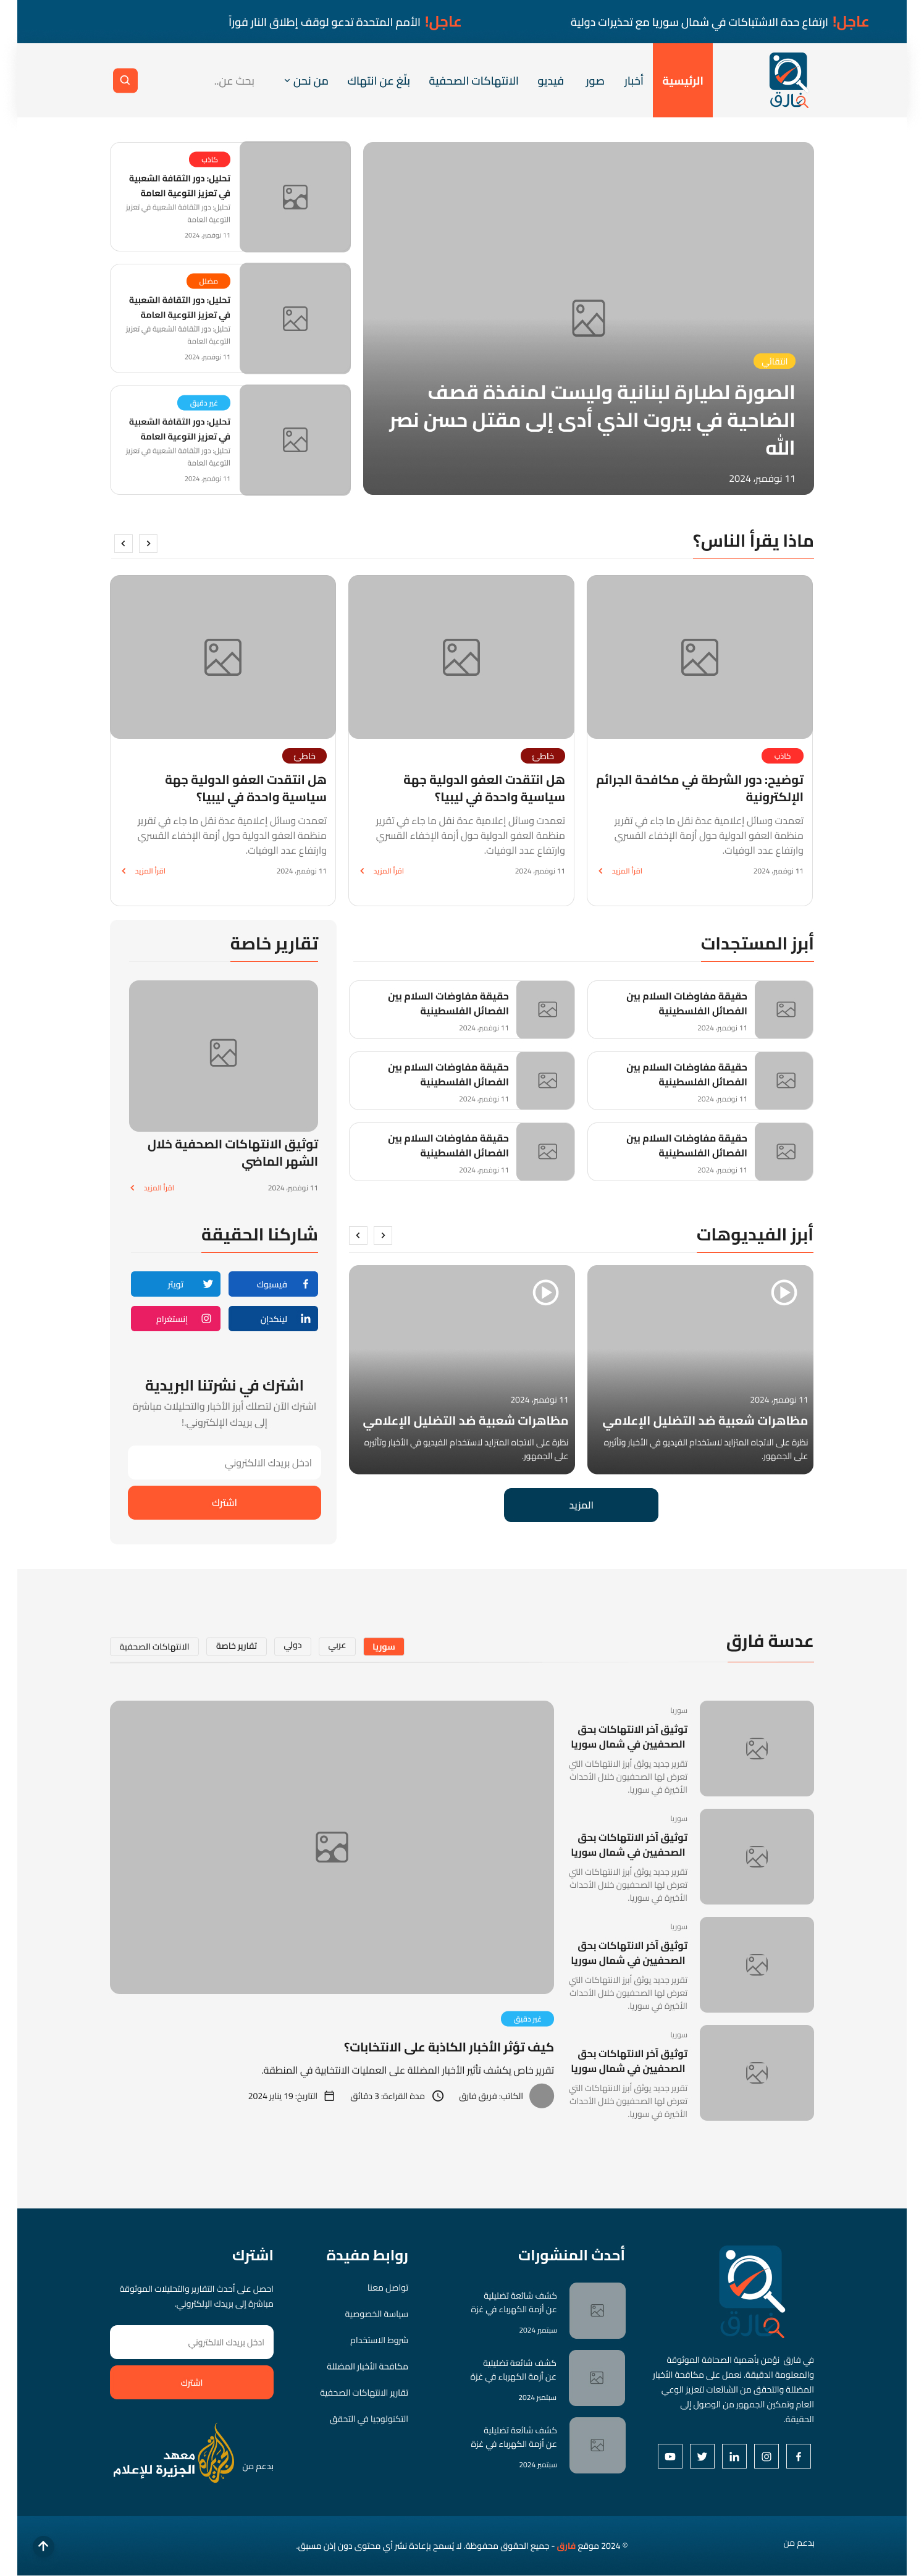 عاجل! ارتفاع حدة الاشتباكات في شمال سوريا مع تحذيرات دولية
عاجل! الأمم المتحدة تدعو لوقف إطلاق النار فوراً
فارق
الرئيسية
أخبار
صور
فيديو
الانتهاكات الصحفية
بلّغ عن انتهاك
من نحن
بحث عن..
انتقائي
الصورة لطيارة لبنانية وليست لمنفذة قصف
الضاحية في بيروت الذي أدى إلى مقتل حسن نصر
الله
11 نوفمبر، 2024
كاذب
تحليل: دور الثقافة الشعبية
في تعزيز التوعية العامة
تحليل: دور الثقافة الشعبية في تعزيز
التوعية العامة
11 نوفمبر، 2024
مضلل
تحليل: دور الثقافة الشعبية
في تعزيز التوعية العامة
تحليل: دور الثقافة الشعبية في تعزيز
التوعية العامة
11 نوفمبر، 2024
غير دقيق
تحليل: دور الثقافة الشعبية
في تعزيز التوعية العامة
تحليل: دور الثقافة الشعبية في تعزيز
التوعية العامة
11 نوفمبر، 2024
ماذا يقرأ الناس؟
كاذب
توضيح: دور الشرطة في مكافحة الجرائم
الإلكترونية
تعمدت وسائل إعلامية عدة نقل ما جاء في تقرير
منظمة العفو الدولية حول أزمة الإخفاء القسري
وارتفاع عدد الوفيات.
11 نوفمبر، 2024
اقرأ المزيد
خاطئ
هل انتقدت العفو الدولية جهة
سياسية واحدة في ليبيا؟
تعمدت وسائل إعلامية عدة نقل ما جاء في تقرير
منظمة العفو الدولية حول أزمة الإخفاء القسري
وارتفاع عدد الوفيات.
11 نوفمبر، 2024
اقرأ المزيد
خاطئ
هل انتقدت العفو الدولية جهة
سياسية واحدة في ليبيا؟
تعمدت وسائل إعلامية عدة نقل ما جاء في تقرير
منظمة العفو الدولية حول أزمة الإخفاء القسري
وارتفاع عدد الوفيات.
11 نوفمبر، 2024
اقرأ المزيد
أبرز المستجدات
حقيقة مفاوضات السلام بين
الفصائل الفلسطينية
11 نوفمبر، 2024
حقيقة مفاوضات السلام بين
الفصائل الفلسطينية
11 نوفمبر، 2024
حقيقة مفاوضات السلام بين
الفصائل الفلسطينية
11 نوفمبر، 2024
حقيقة مفاوضات السلام بين
الفصائل الفلسطينية
11 نوفمبر، 2024
حقيقة مفاوضات السلام بين
الفصائل الفلسطينية
11 نوفمبر، 2024
حقيقة مفاوضات السلام بين
الفصائل الفلسطينية
11 نوفمبر، 2024
أبرز الفيديوهات
11 نوفمبر، 2024
مظاهرات شعبية ضد التضليل الإعلامي
نظرة على الاتجاه المتزايد لاستخدام الفيديو في الأخبار وتأثيره
على الجمهور.
11 نوفمبر، 2024
مظاهرات شعبية ضد التضليل الإعلامي
نظرة على الاتجاه المتزايد لاستخدام الفيديو في الأخبار وتأثيره
على الجمهور.
المزيد
تقارير خاصة
توثيق الانتهاكات الصحفية خلال
الشهر الماضي
11 نوفمبر، 2024
اقرأ المزيد
شاركنا الحقيقة
فيسبوك
تويتر
لينكدإن
إنستغرام
اشترك في نشرتنا البريدية
اشترك الآن لتصلك أبرز الأخبار والتحليلات مباشرة
إلى بريدك الإلكتروني.!
ادخل بريدك الالكتروني
اشترك
عدسة فارق
سوريا
عربي
دولي
تقارير خاصة
الانتهاكات الصحفية
سوريا
توثيق آخر الانتهاكات بحق
الصحفيين في شمال سوريا
تقرير جديد يوثق أبرز الانتهاكات التي
تعرض لها الصحفيون خلال الأحداث
الأخيرة في سوريا.
سوريا
توثيق آخر الانتهاكات بحق
الصحفيين في شمال سوريا
تقرير جديد يوثق أبرز الانتهاكات التي
تعرض لها الصحفيون خلال الأحداث
الأخيرة في سوريا.
سوريا
توثيق آخر الانتهاكات بحق
الصحفيين في شمال سوريا
تقرير جديد يوثق أبرز الانتهاكات التي
تعرض لها الصحفيون خلال الأحداث
الأخيرة في سوريا.
سوريا
توثيق آخر الانتهاكات بحق
الصحفيين في شمال سوريا
تقرير جديد يوثق أبرز الانتهاكات التي
تعرض لها الصحفيون خلال الأحداث
الأخيرة في سوريا.
غير دقيق
كيف تؤثر الأخبار الكاذبة على الانتخابات؟
تقرير خاص يكشف تأثير الأخبار المضللة على العمليات الانتخابية في المنطقة.
الكاتب: فريق فارق
مدة القراءة: 3 دقائق
التاريخ: 19 يناير 2024
فارق
في فارق نؤمن بأهمية الصحافة الموثوقة
والمعلومة الدقيقة. نعمل على مكافحة الأخبار
المضللة والتحقق من الشائعات لتعزيز الوعي
العام وتمكين الجمهور من الوصول إلى
الحقيقة.
أحدث المنشورات
كشف شائعة تضليلية
عن أزمة الكهرباء في غزة
سبتمبر 2024
كشف شائعة تضليلية
عن أزمة الكهرباء في غزة
سبتمبر 2024
كشف شائعة تضليلية
عن أزمة الكهرباء في غزة
سبتمبر 2024
روابط مفيدة
تواصل معنا
سياسة الخصوصية
شروط الاستخدام
مكافحة الأخبار المضللة
تقارير الانتهاكات الصحفية
التكنولوجيا في التحقق
اشترك
احصل على أحدث التقارير والتحليلات الموثوقة
مباشرة إلى بريدك الإلكتروني.
ادخل بريدك الالكتروني
اشترك
بدعم من
معهد
الجزيرة للإعلام
بدعم من
© 2024 موقع فارق - جميع الحقوق محفوظة. لا يُسمح بإعادة نشر أي محتوى دون إذن مسبق.